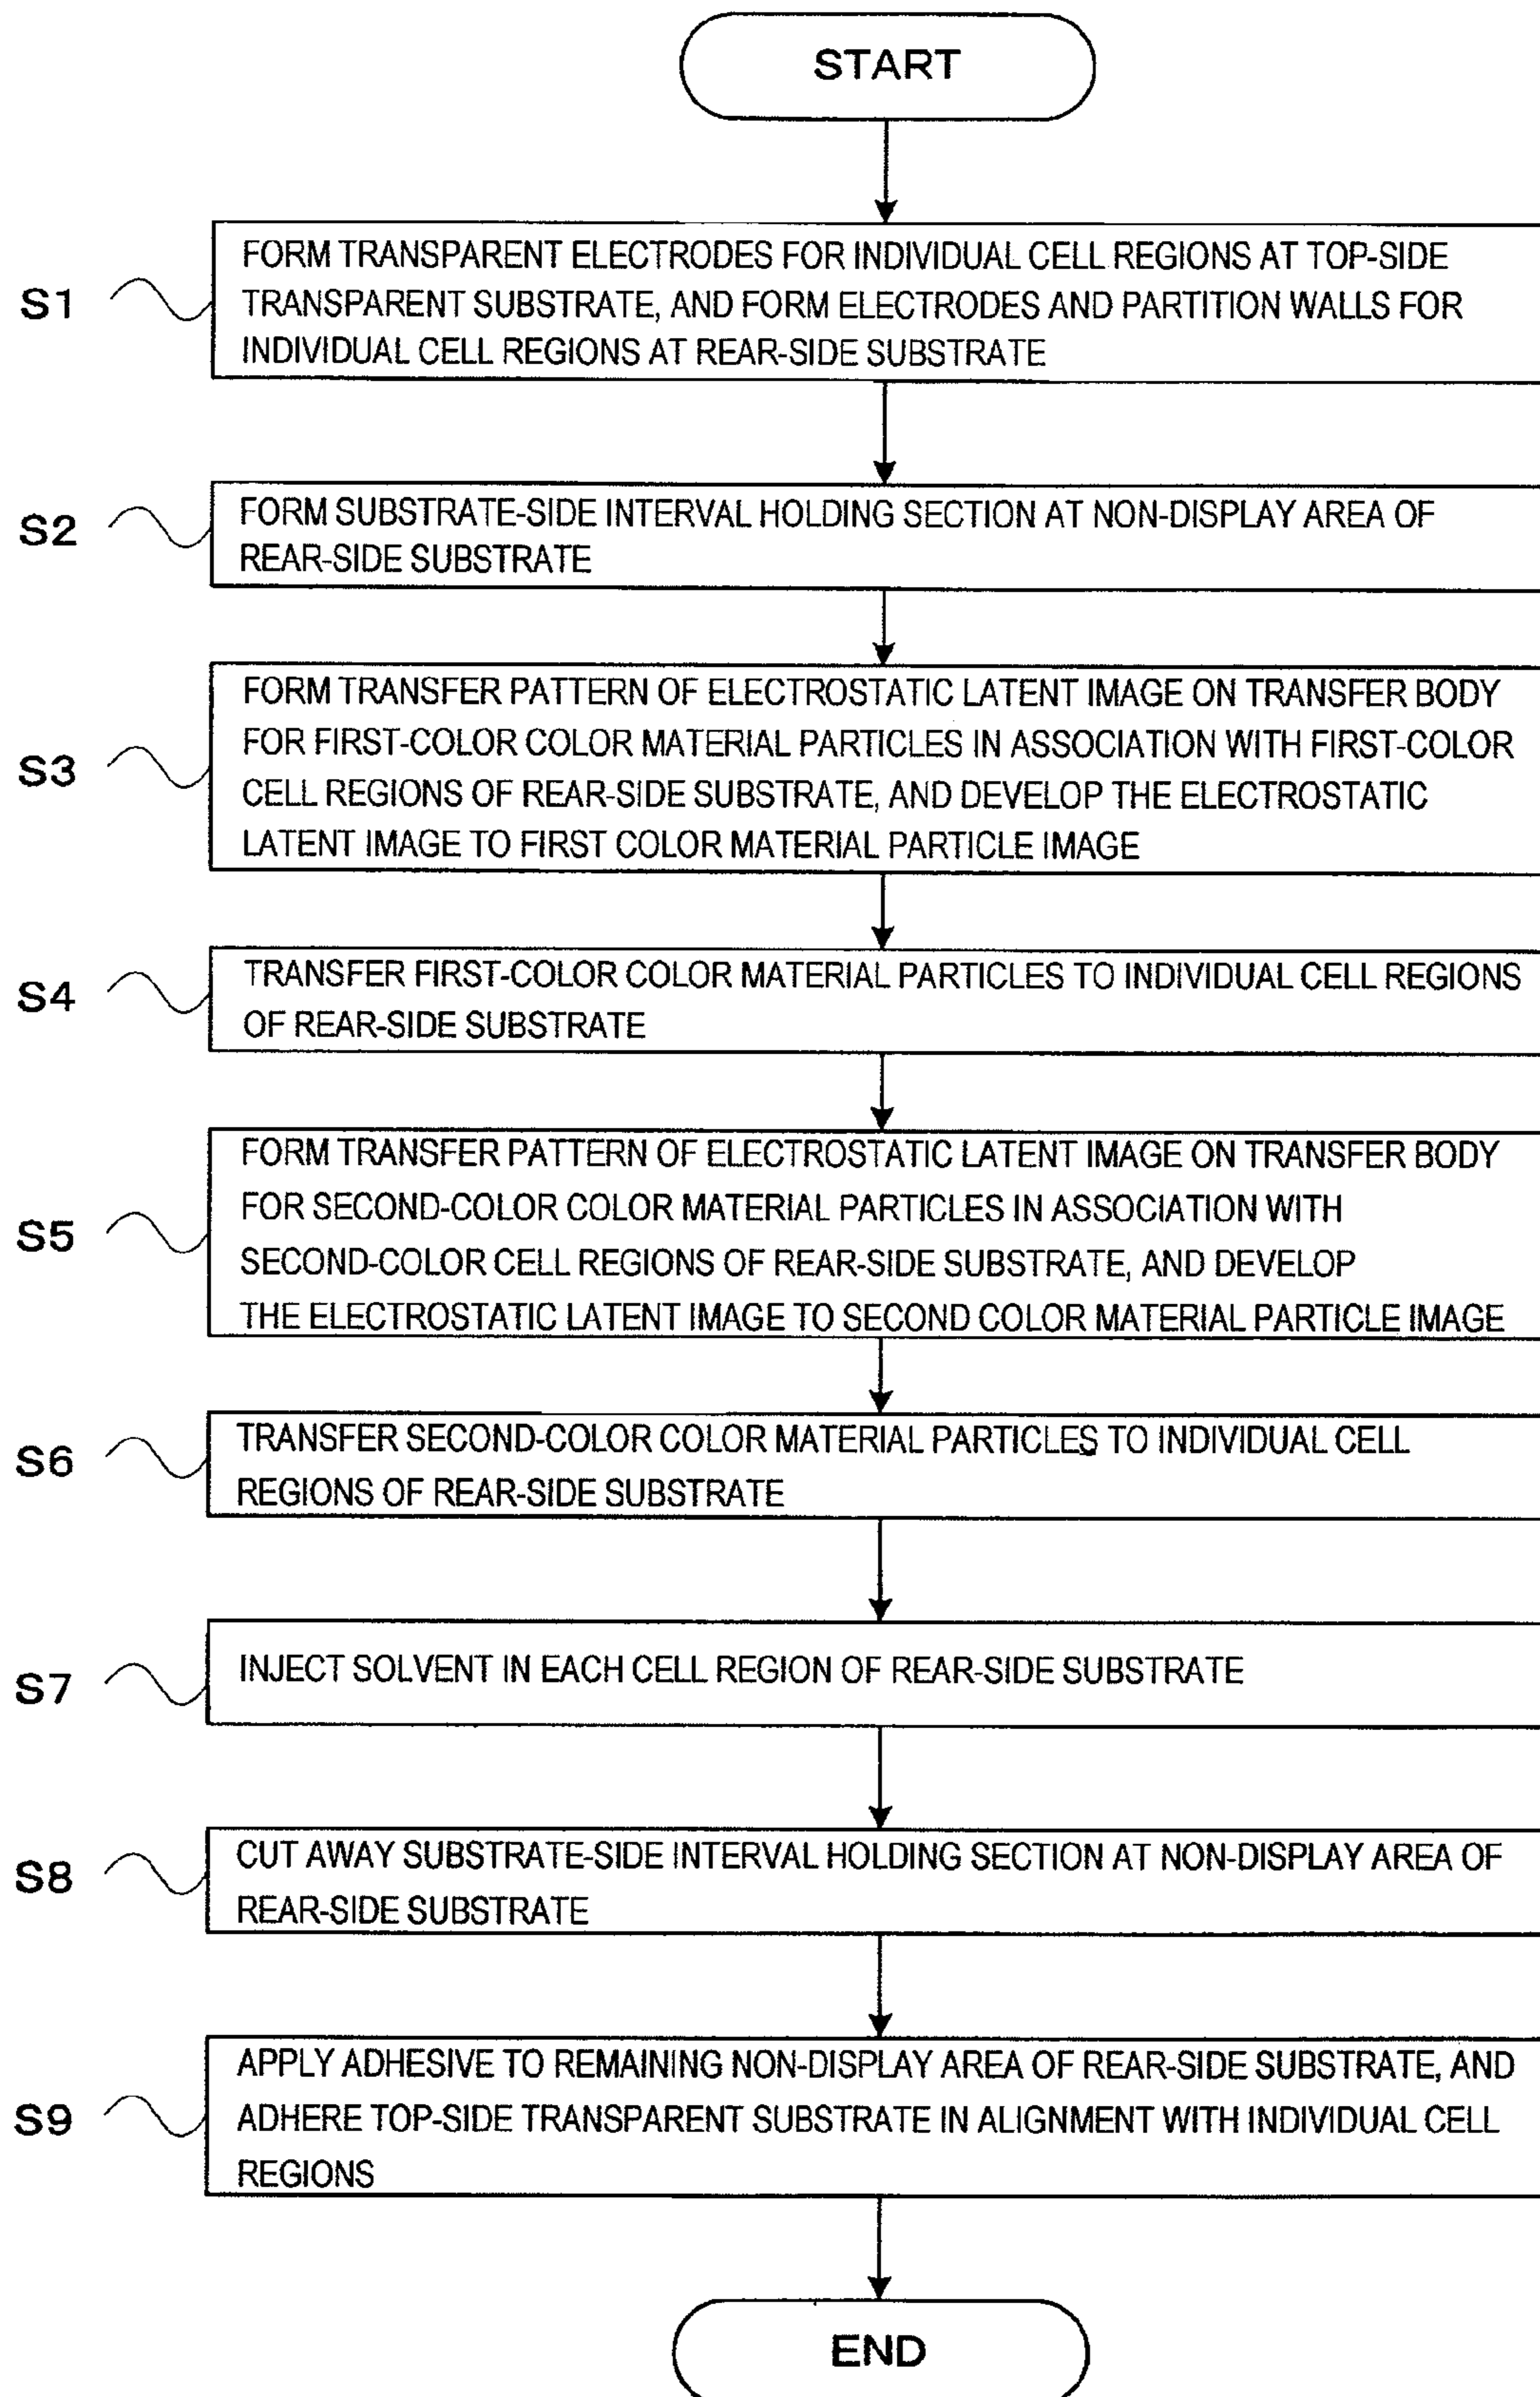 START
S1
FORM TRANSPARENT ELECTRODES FOR INDIVIDUAL CELL REGIONS AT TOP-SIDE
TRANSPARENT SUBSTRATE, AND FORM ELECTRODES AND PARTITION WALLS FOR
INDIVIDUAL CELL REGIONS AT REAR-SIDE SUBSTRATE
S2
FORM SUBSTRATE-SIDE INTERVAL HOLDING SECTION AT NON-DISPLAY AREA OF
REAR-SIDE SUBSTRATE
S3
FORM TRANSFER PATTERN OF ELECTROSTATIC LATENT IMAGE ON TRANSFER BODY
FOR FIRST-COLOR COLOR MATERIAL PARTICLES IN ASSOCIATION WITH FIRST-COLOR
CELL REGIONS OF REAR-SIDE SUBSTRATE, AND DEVELOP THE ELECTROSTATIC
LATENT IMAGE TO FIRST COLOR MATERIAL PARTICLE IMAGE
S4
TRANSFER FIRST-COLOR COLOR MATERIAL PARTICLES TO INDIVIDUAL CELL REGIONS
OF REAR-SIDE SUBSTRATE
S5
FORM TRANSFER PATTERN OF ELECTROSTATIC LATENT IMAGE ON TRANSFER BODY
FOR SECOND-COLOR COLOR MATERIAL PARTICLES IN ASSOCIATION WITH
SECOND-COLOR CELL REGIONS OF REAR-SIDE SUBSTRATE, AND DEVELOP
THE ELECTROSTATIC LATENT IMAGE TO SECOND COLOR MATERIAL PARTICLE IMAGE
S6
TRANSFER SECOND-COLOR COLOR MATERIAL PARTICLES TO INDIVIDUAL CELL
REGIONS OF REAR-SIDE SUBSTRATE
S7
INJECT SOLVENT IN EACH CELL REGION OF REAR-SIDE SUBSTRATE
S8
CUT AWAY SUBSTRATE-SIDE INTERVAL HOLDING SECTION AT NON-DISPLAY AREA OF
REAR-SIDE SUBSTRATE
S9
APPLY ADHESIVE TO REMAINING NON-DISPLAY AREA OF REAR-SIDE SUBSTRATE, AND
ADHERE TOP-SIDE TRANSPARENT SUBSTRATE IN ALIGNMENT WITH INDIVIDUAL CELL
REGIONS
END